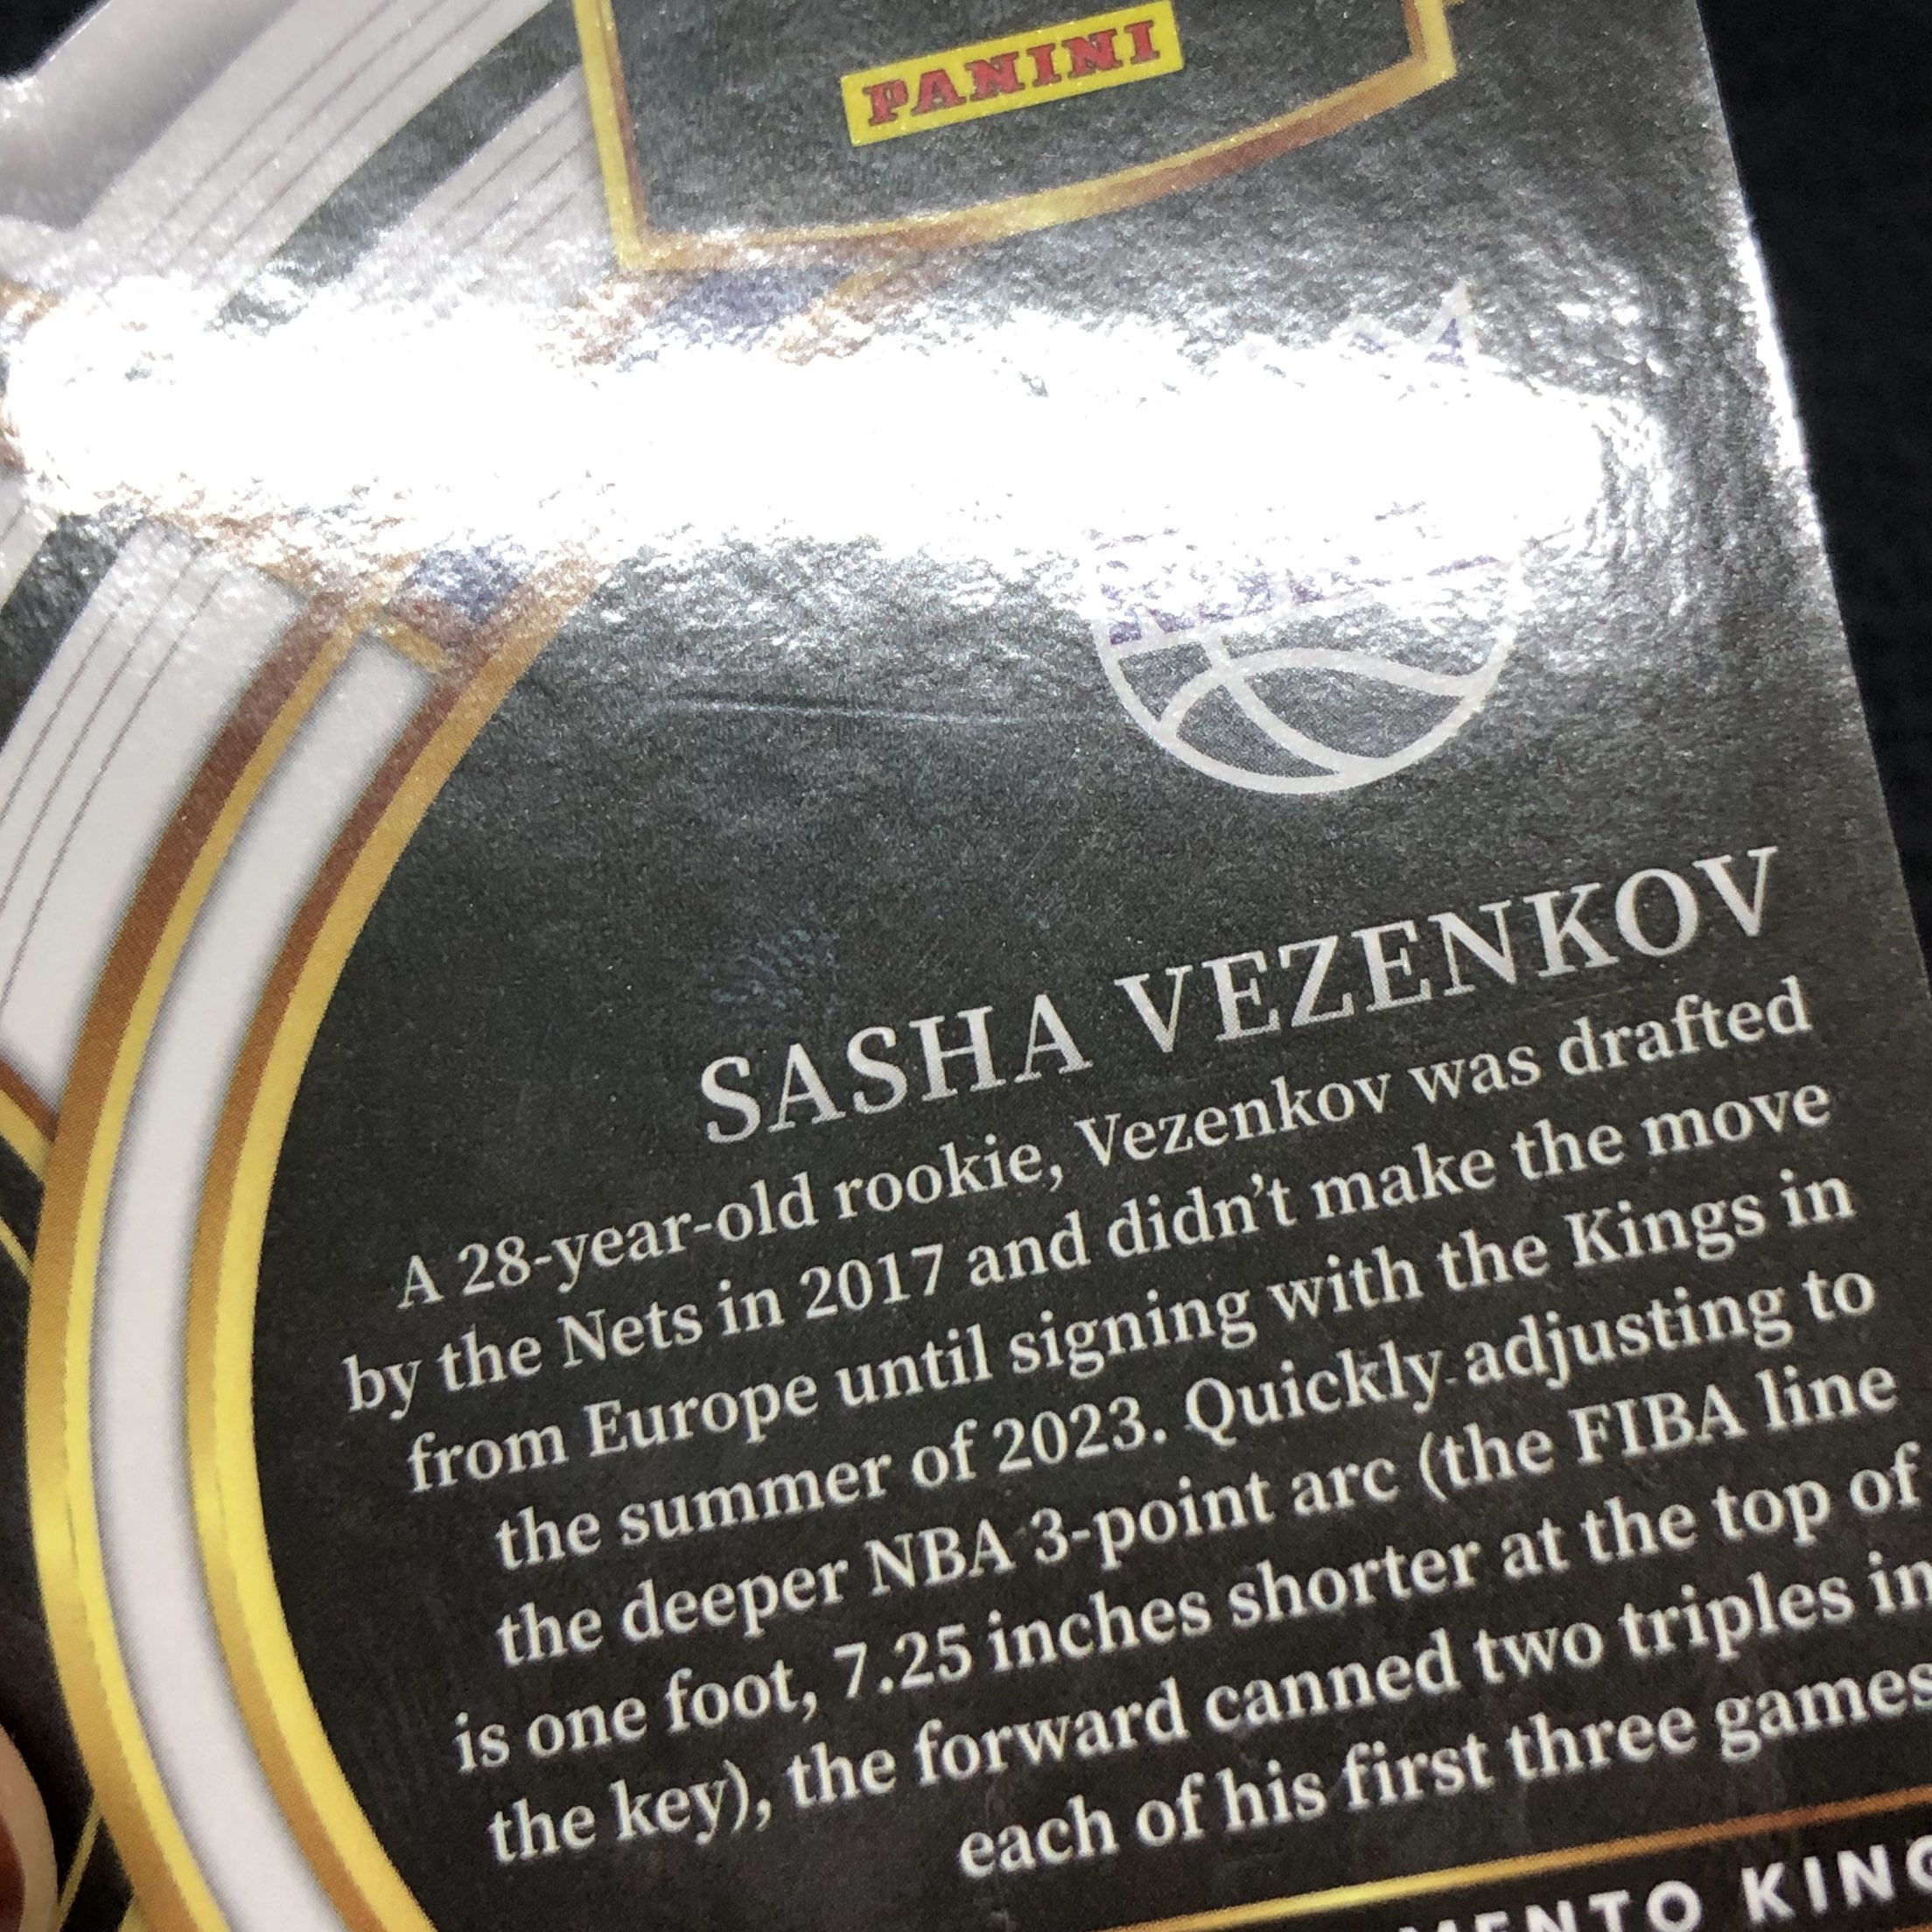 PANINI
SASHA VEZENKOV
A 28-year-old rookie, Vezenkov was drafted
by the Nets in 2017 and didn't make the move
from Europe until signing with the Kings in
the summer of 2023. Quickly adjusting to
the deeper NBA 3-point arc (the FIBA line
is one foot, 7.25 inches shorter at the top of
the key), the forward canned two triples in
each of his first three games